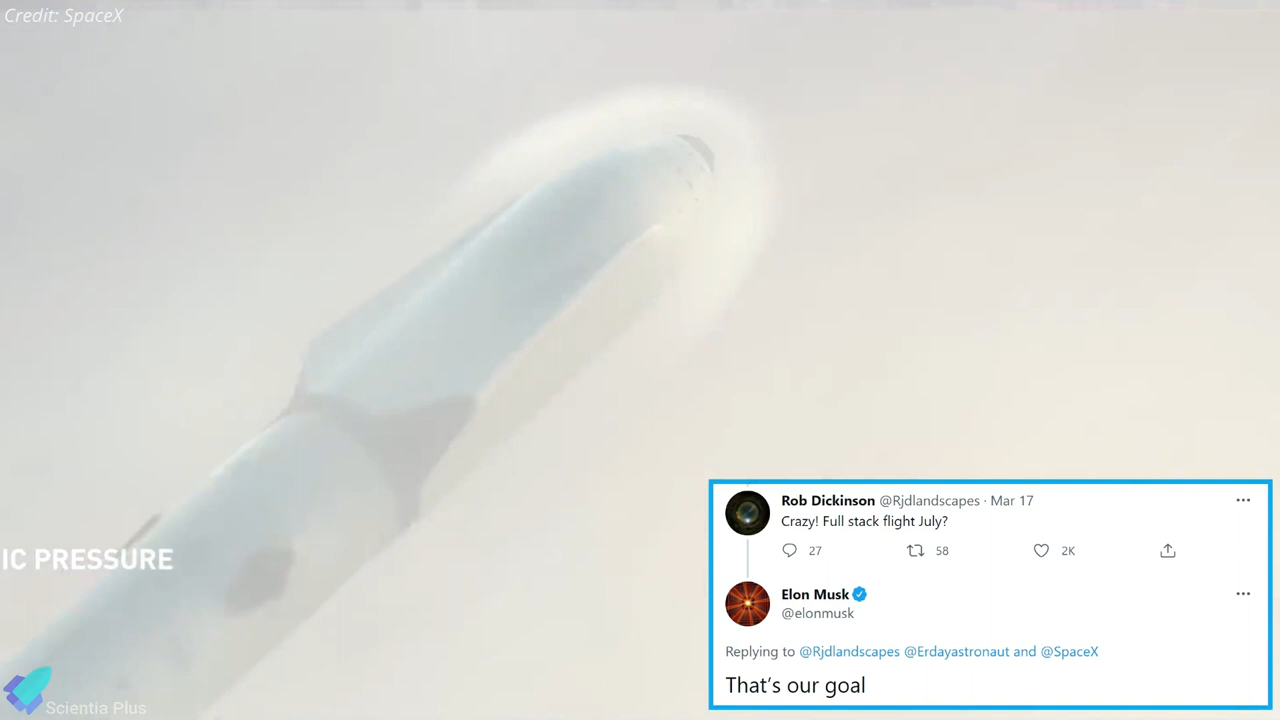 Credit: SpaceX
IC PRESSURE
Rob Dickinson @Rjdlandscapes · Mar 17
Crazy! Full stack flight July?
27 58 2K
Elon Musk
@elonmusk
Replying to @Rjdlandscapes @Erdayastronaut and @SpaceX
That's our goal
Scientia Plus